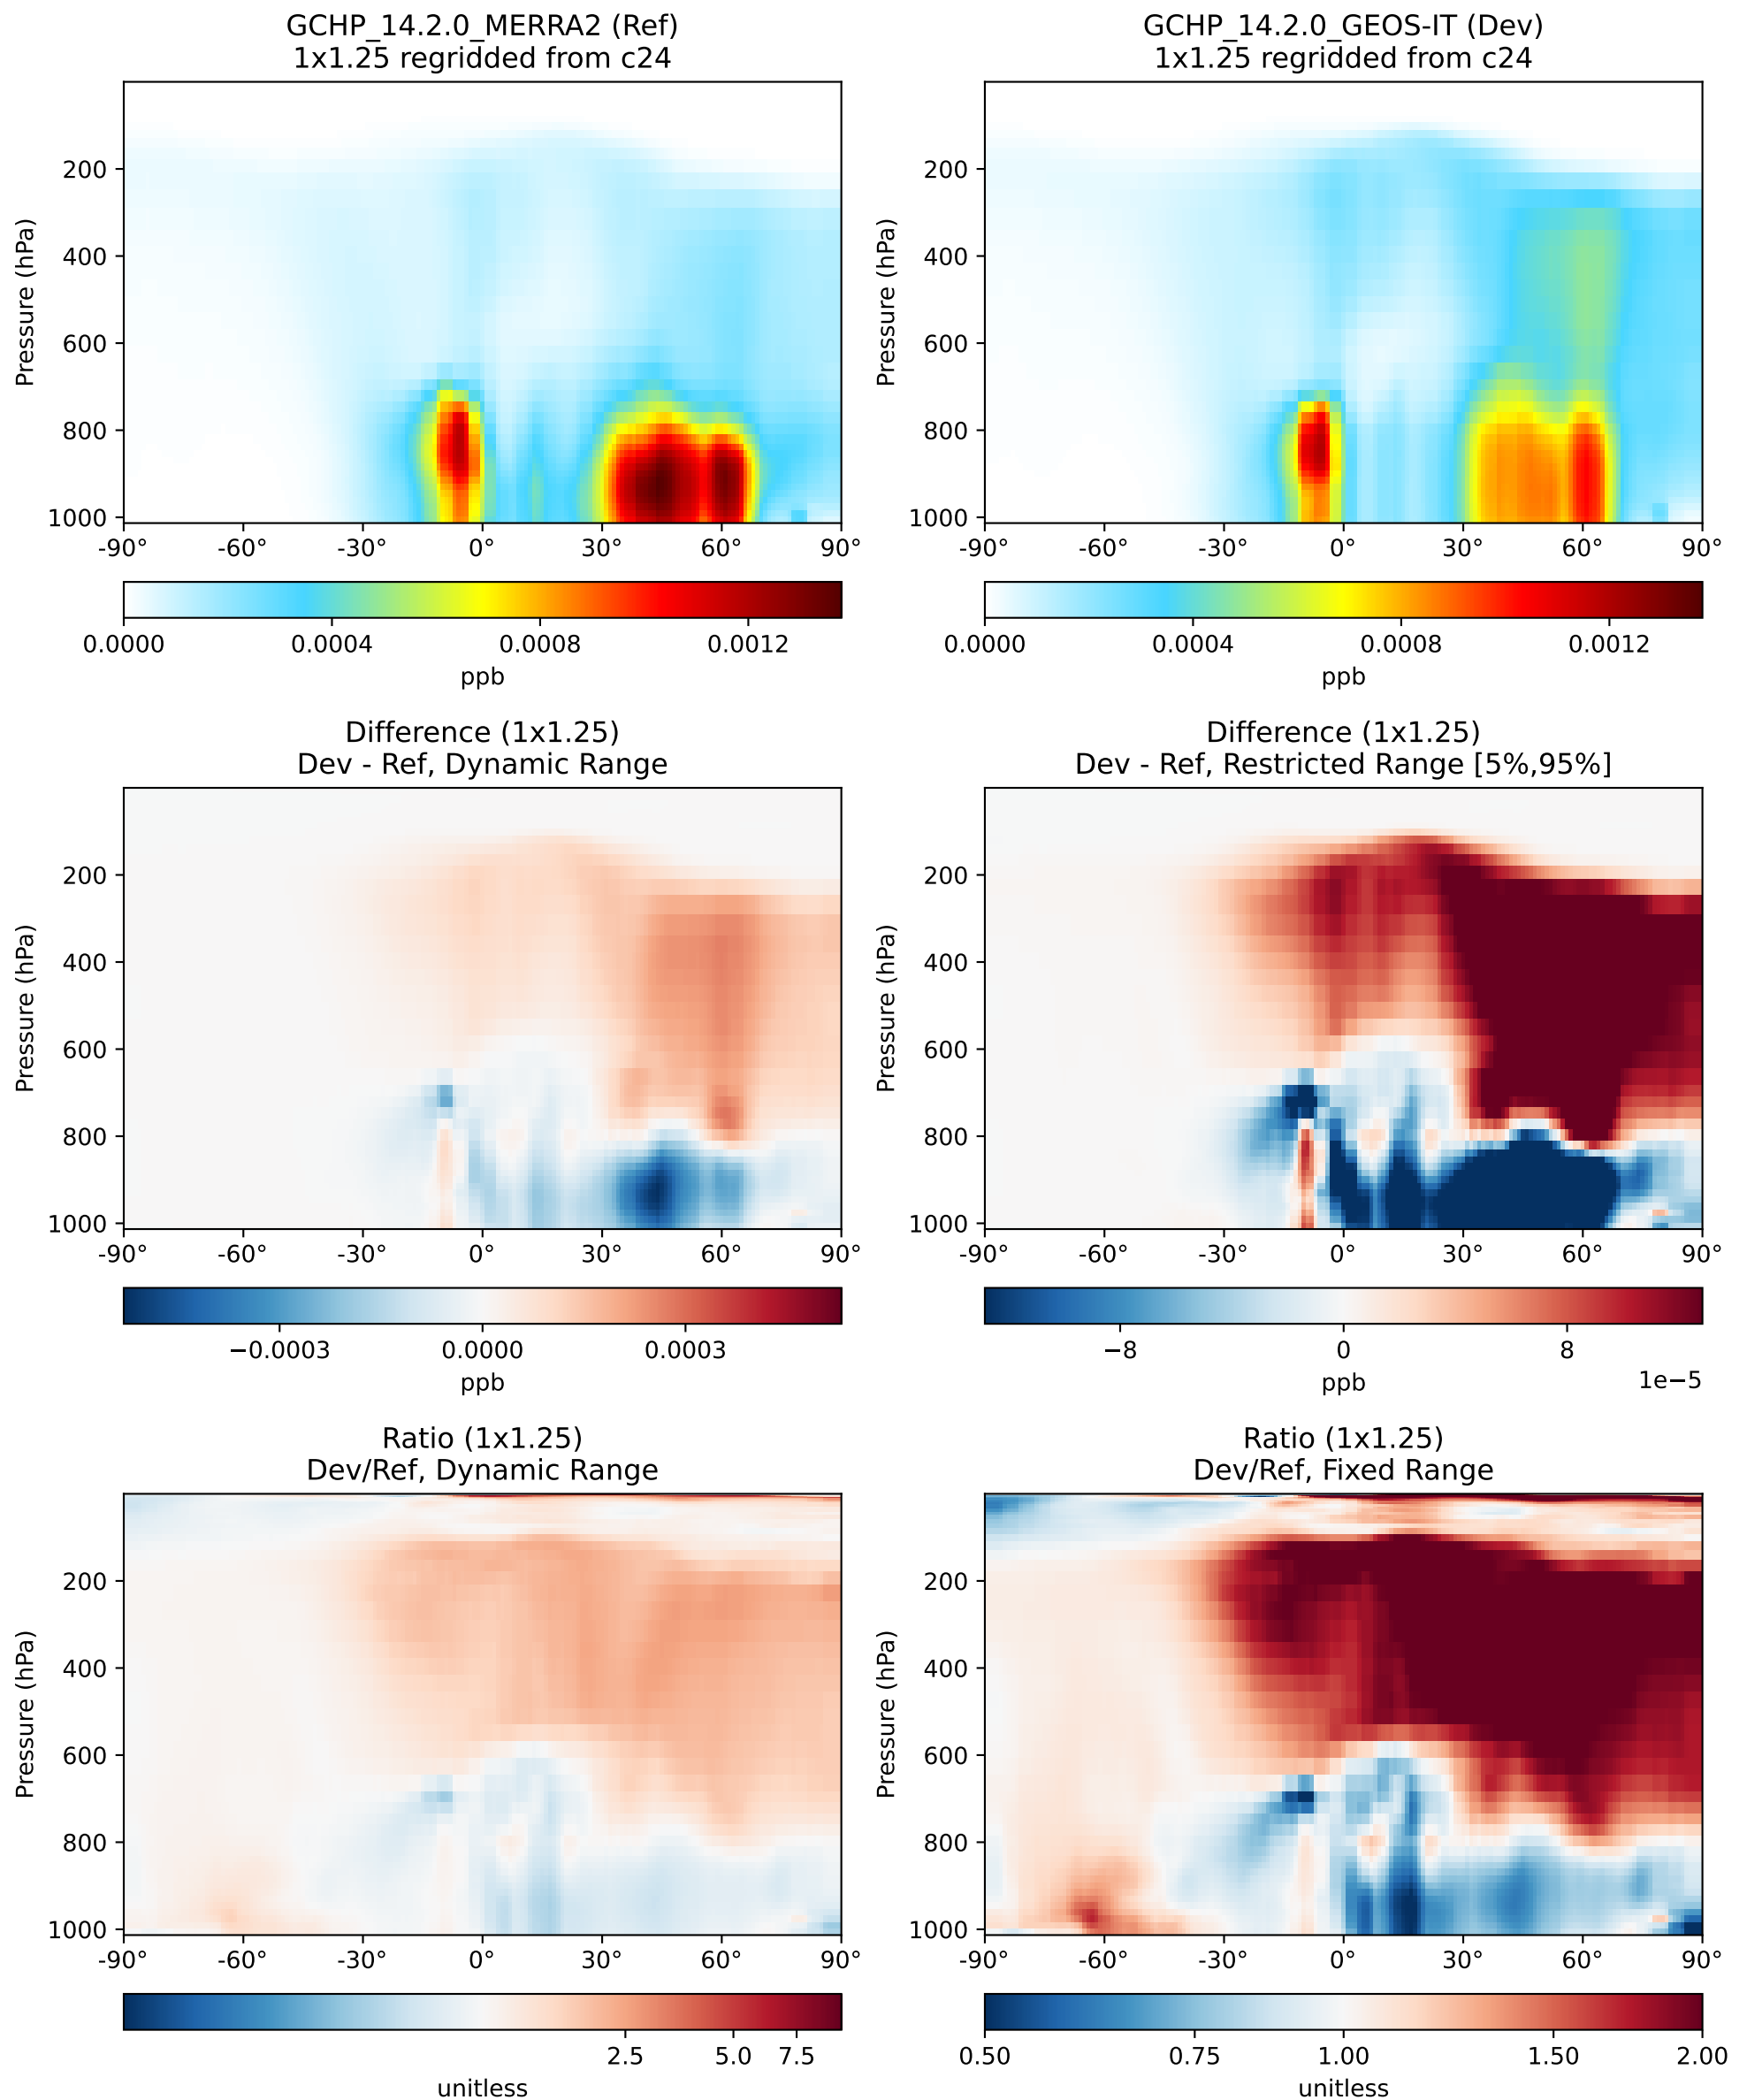 GCHP_14.2.0_MERRA2 (Ref)
1x1.25 regridded from c24
Pressure (hPa)
200
400
600
800
1000
-90° -60° -30° 0° 30° 60° 90°
0.0000 0.0004 0.0008 0.0012
ppb
GCHP_14.2.0_GEOS-IT (Dev)
1x1.25 regridded from c24
Pressure (hPa)
200
400
600
800
1000
-90° -60° -30° 0° 30° 60° 90°
0.0000 0.0004 0.0008 0.0012
ppb
Difference (1x1.25)
Dev - Ref, Dynamic Range
Pressure (hPa)
200
400
600
800
1000
-90° -60° -30° 0° 30° 60° 90°
−0.0003 0.0000 0.0003
ppb
Difference (1x1.25)
Dev - Ref, Restricted Range [5%,95%]
Pressure (hPa)
200
400
600
800
1000
-90° -60° -30° 0° 30° 60° 90°
−8 0 8
ppb
1e−5
Ratio (1x1.25)
Dev/Ref, Dynamic Range
Pressure (hPa)
200
400
600
800
1000
-90° -60° -30° 0° 30° 60° 90°
2.5 5.0 7.5
unitless
Ratio (1x1.25)
Dev/Ref, Fixed Range
Pressure (hPa)
200
400
600
800
1000
-90° -60° -30° 0° 30° 60° 90°
0.50 0.75 1.00 1.50 2.00
unitless